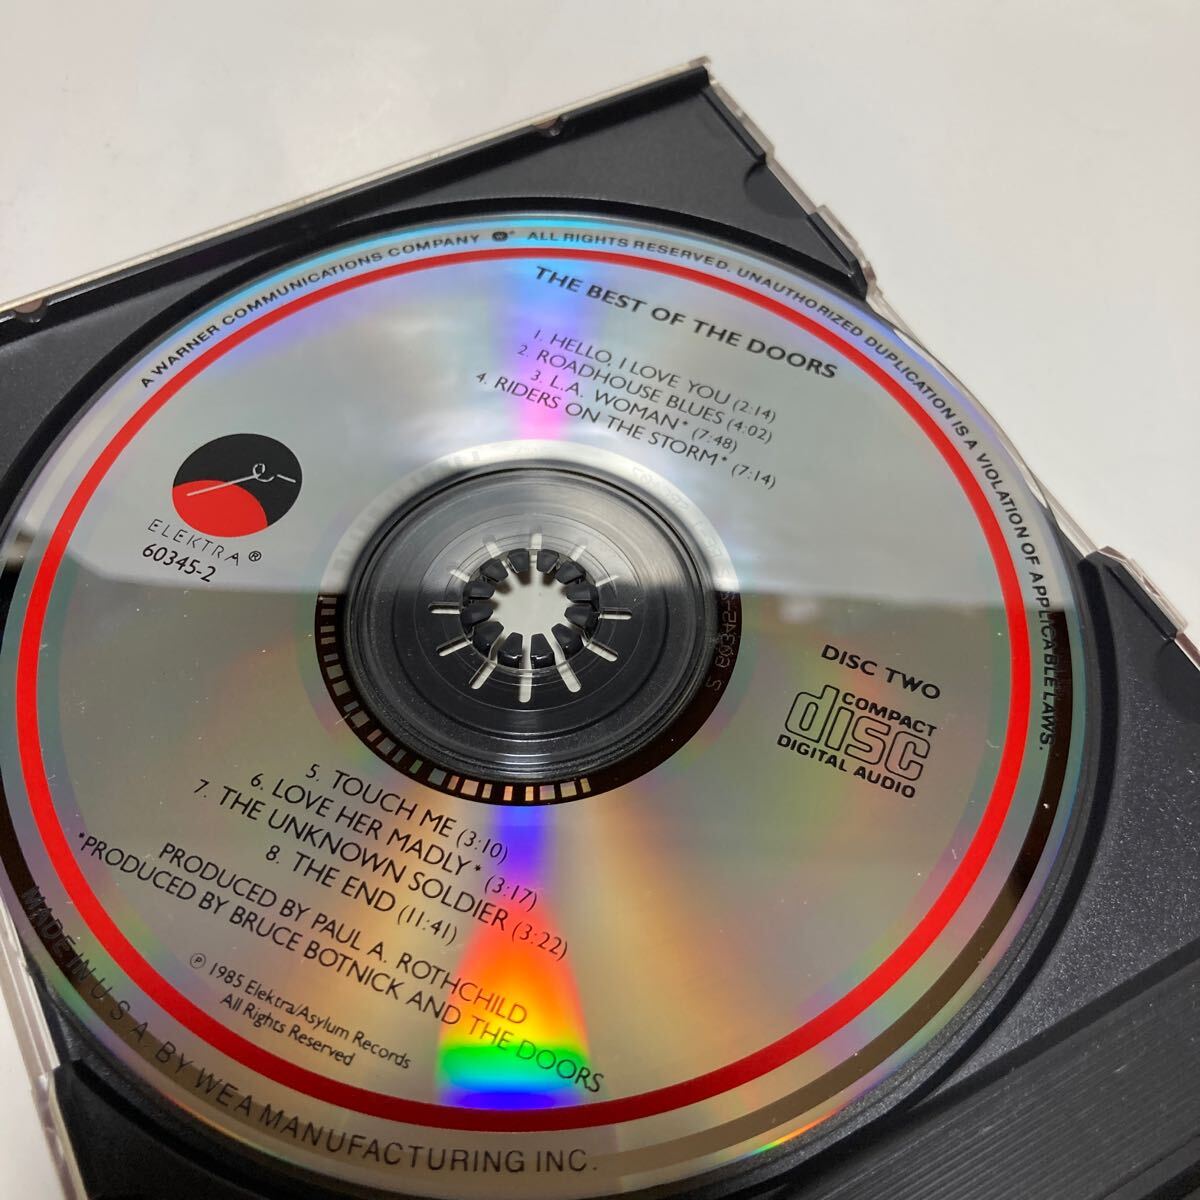 A WARNER COMMUNICATIONS COMPANY ALL RIGHTS RESERVED. UNAUTHORIZED DUPLICATION IS A VIOLATION OF APPLICABLE LAWS.
THE BEST OF THE DOORS
1. HELLO, I LOVE YOU (2:14)
2. ROADHOUSE BLUES (4:02)
3. L.A. WOMAN* (7:48)
4. RIDERS ON THE STORM* (7:14)
ELEKTRA®
60345-2
DISC TWO
COMPACT
disc
DIGITAL AUDIO
5. TOUCH ME (3:10)
6. LOVE HER MADLY* (3:17)
7. THE UNKNOWN SOLDIER (3:22)
8. THE END (11:41)
PRODUCED BY PAUL A. ROTHCHILD
*PRODUCED BY BRUCE BOTNICK AND THE DOORS
℗ 1985 Elektra/Asylum Records
All Rights Reserved
MADE IN U.S.A. BY WEA MANUFACTURING INC.